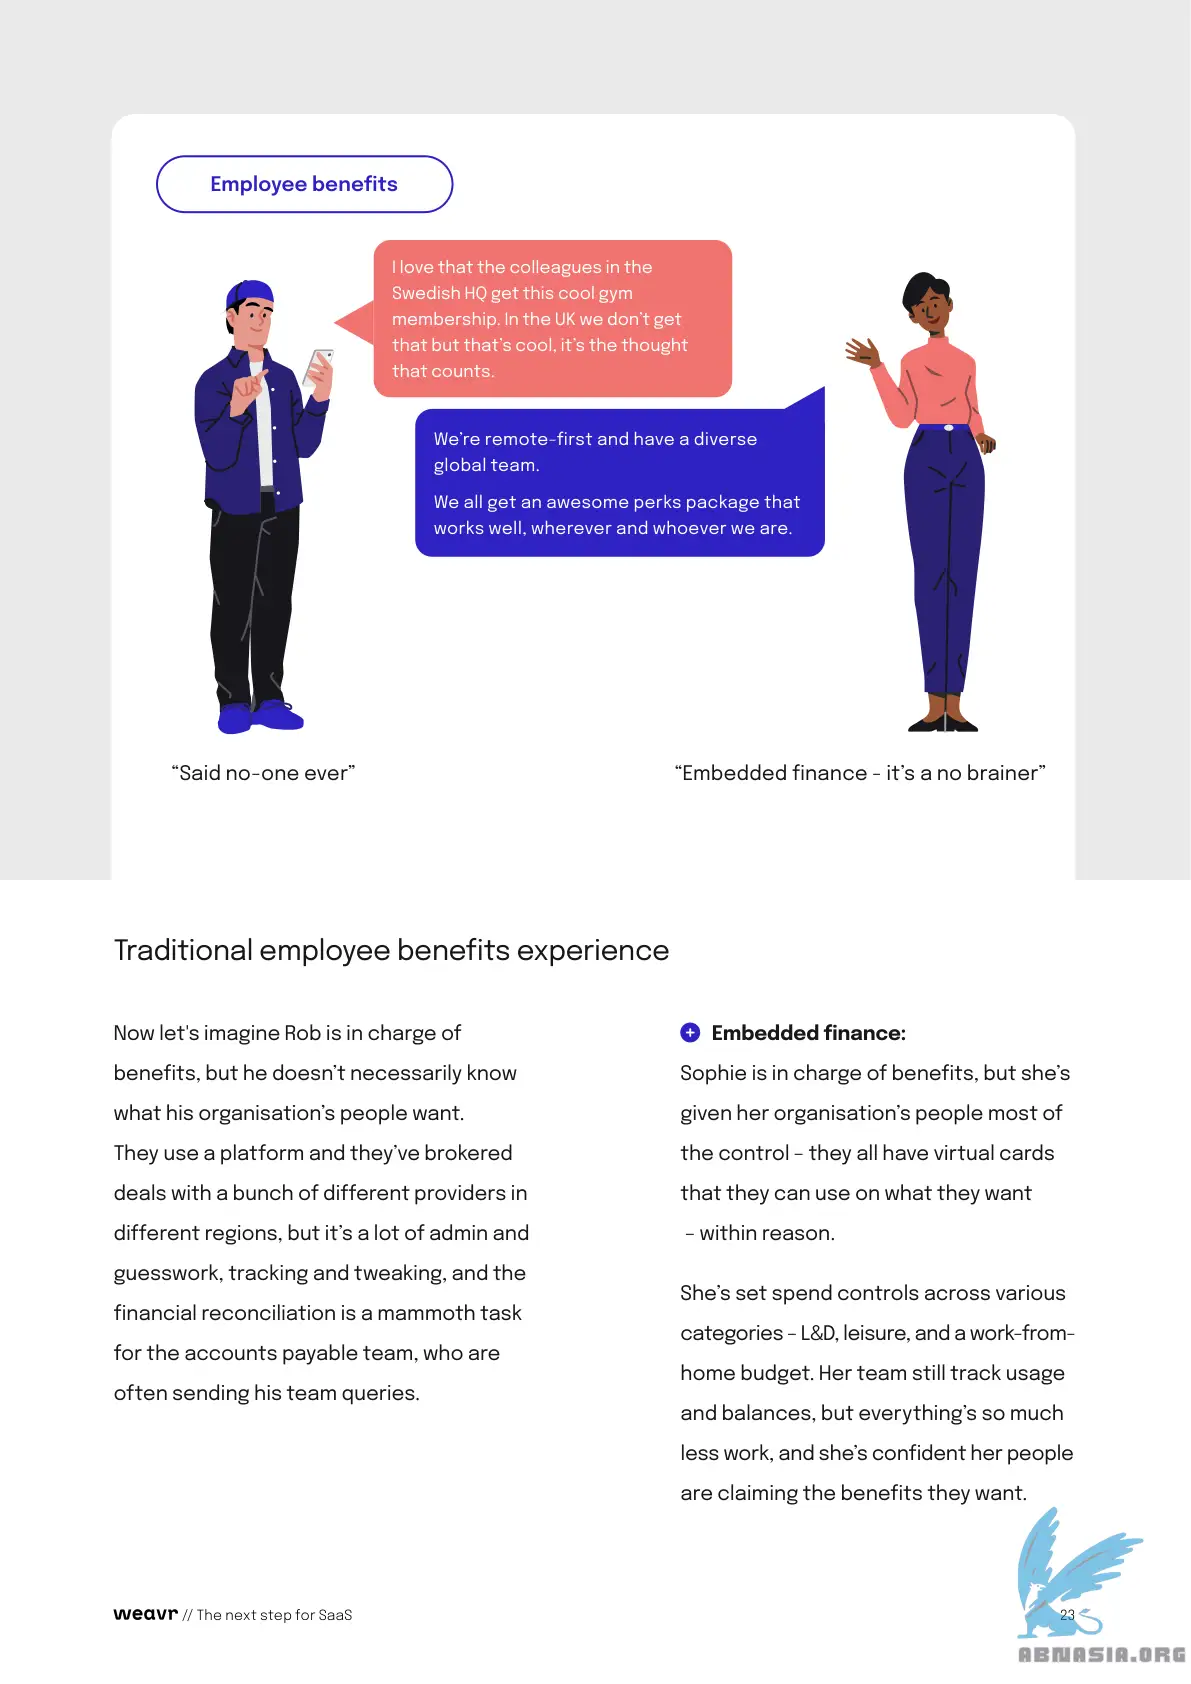 Employee benefits
I love that the colleagues in the
Swedish HQ get this cool gym
membership. In the UK we don’t get
that but that’s cool, it’s the thought
that counts.
We’re remote-first and have a diverse
global team.
We all get an awesome perks package that
works well, wherever and whoever we are.
“Said no-one ever”
“Embedded finance - it’s a no brainer”
Traditional employee benefits experience
Now let's imagine Rob is in charge of
benefits, but he doesn’t necessarily know
what his organisation’s people want.
They use a platform and they’ve brokered
deals with a bunch of different providers in
different regions, but it’s a lot of admin and
guesswork, tracking and tweaking, and the
financial reconciliation is a mammoth task
for the accounts payable team, who are
often sending his team queries.
Embedded finance:
Sophie is in charge of benefits, but she’s
given her organisation’s people most of
the control – they all have virtual cards
that they can use on what they want
– within reason.
She’s set spend controls across various
categories – L&D, leisure, and a work-from-
home budget. Her team still track usage
and balances, but everything’s so much
less work, and she’s confident her people
are claiming the benefits they want.
weavr // The next step for SaaS
23
ABNASIA.ORG